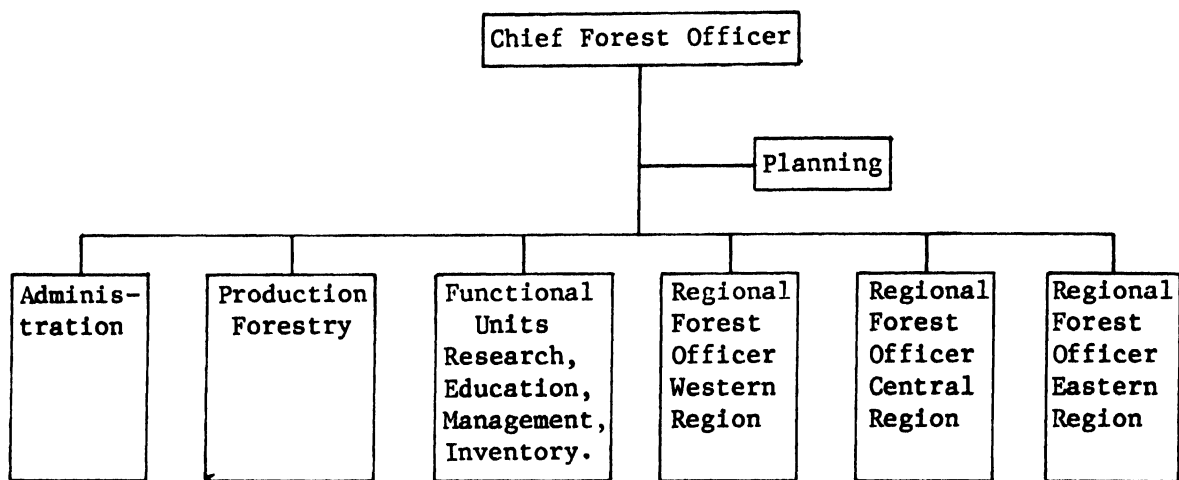 Chief Forest Officer
Planning
Adminis-
tration
Production
Forestry
Functional
Units
Research,
Education,
Management,
Inventory.
Regional
Forest
Officer
Western
Region
Regional
Forest
Officer
Central
Region
Regional
Forest
Officer
Eastern
Region